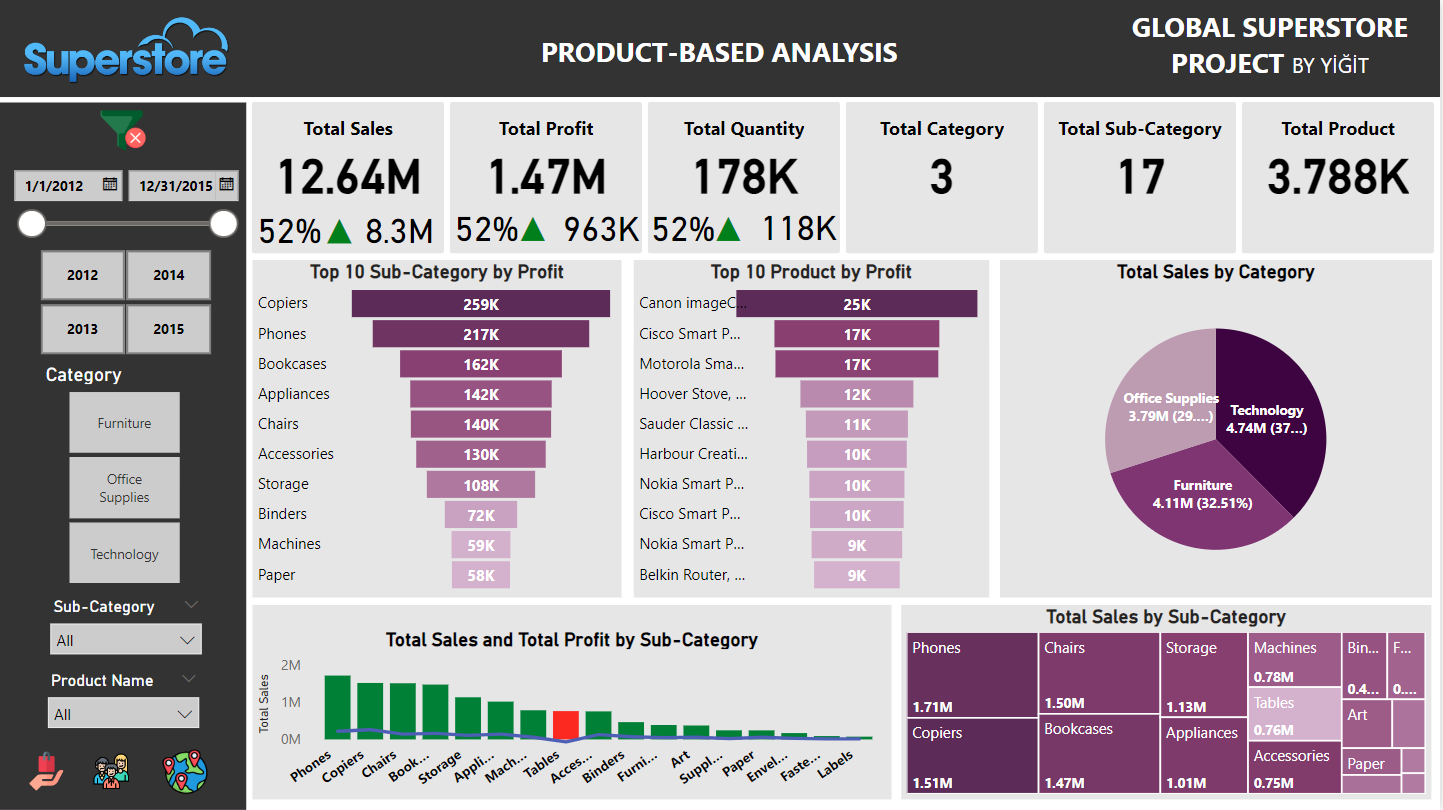 Superstore
PRODUCT-BASED ANALYSIS
GLOBAL SUPERSTORE
PROJECT BY YİĞİT
1/1/2012
12/31/2015
2012
2014
2013
2015
Category
Furniture
Office
Supplies
Technology
Sub-Category
All
Product Name
All
Total Sales
12.64M
52% ▲ 8.3M
Total Profit
1.47M
52% ▲ 963K
Total Quantity
178K
52% ▲ 118K
Total Category
3
Total Sub-Category
17
Total Product
3.788K
Top 10 Sub-Category by Profit
Copiers 259K
Phones 217K
Bookcases 162K
Appliances 142K
Chairs 140K
Accessories 130K
Storage 108K
Binders 72K
Machines 59K
Paper 58K
Top 10 Product by Profit
Canon imageC... 25K
Cisco Smart P... 17K
Motorola Sma... 17K
Hoover Stove, ... 12K
Sauder Classic ... 11K
Harbour Creati... 10K
Nokia Smart P... 10K
Cisco Smart P... 10K
Nokia Smart P... 9K
Belkin Router, ... 9K
Total Sales by Category
Office Supplies
3.79M (29....)
Technology
4.74M (37...)
Furniture
4.11M (32.51%)
Total Sales and Total Profit by Sub-Category
Total Sales
2M
1M
0M
Phones
Copiers
Chairs
Book...
Storage
Appli...
Mach...
Tables
Acces...
Binders
Furni...
Art
Suppl...
Paper
Envel...
Faste...
Labels
Total Sales by Sub-Category
Phones
1.71M
Copiers
1.51M
Chairs
1.50M
Bookcases
1.47M
Storage
1.13M
Appliances
1.01M
Machines
0.78M
Tables
0.76M
Accessories
0.75M
Bin...
0.4...
F...
0....
Art
Paper